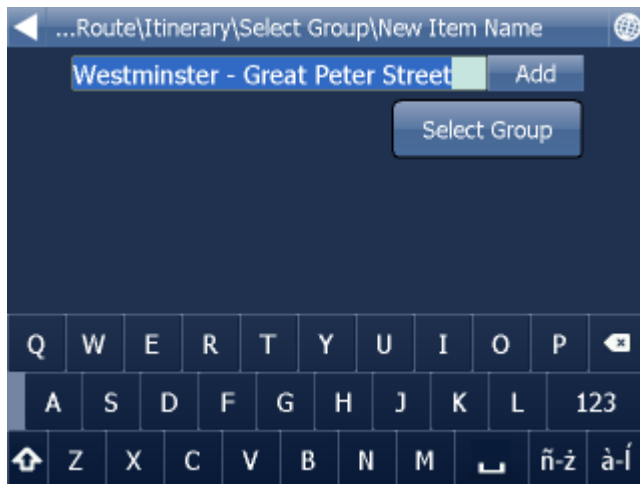 ...Route\Itinerary\Select Group\New Item Name
Westminster - Great Peter Street Add
Select Group
Q W E R T Y U I O P
A S D F G H J K L 123
Z X C V B N M ñ-ż à-Í